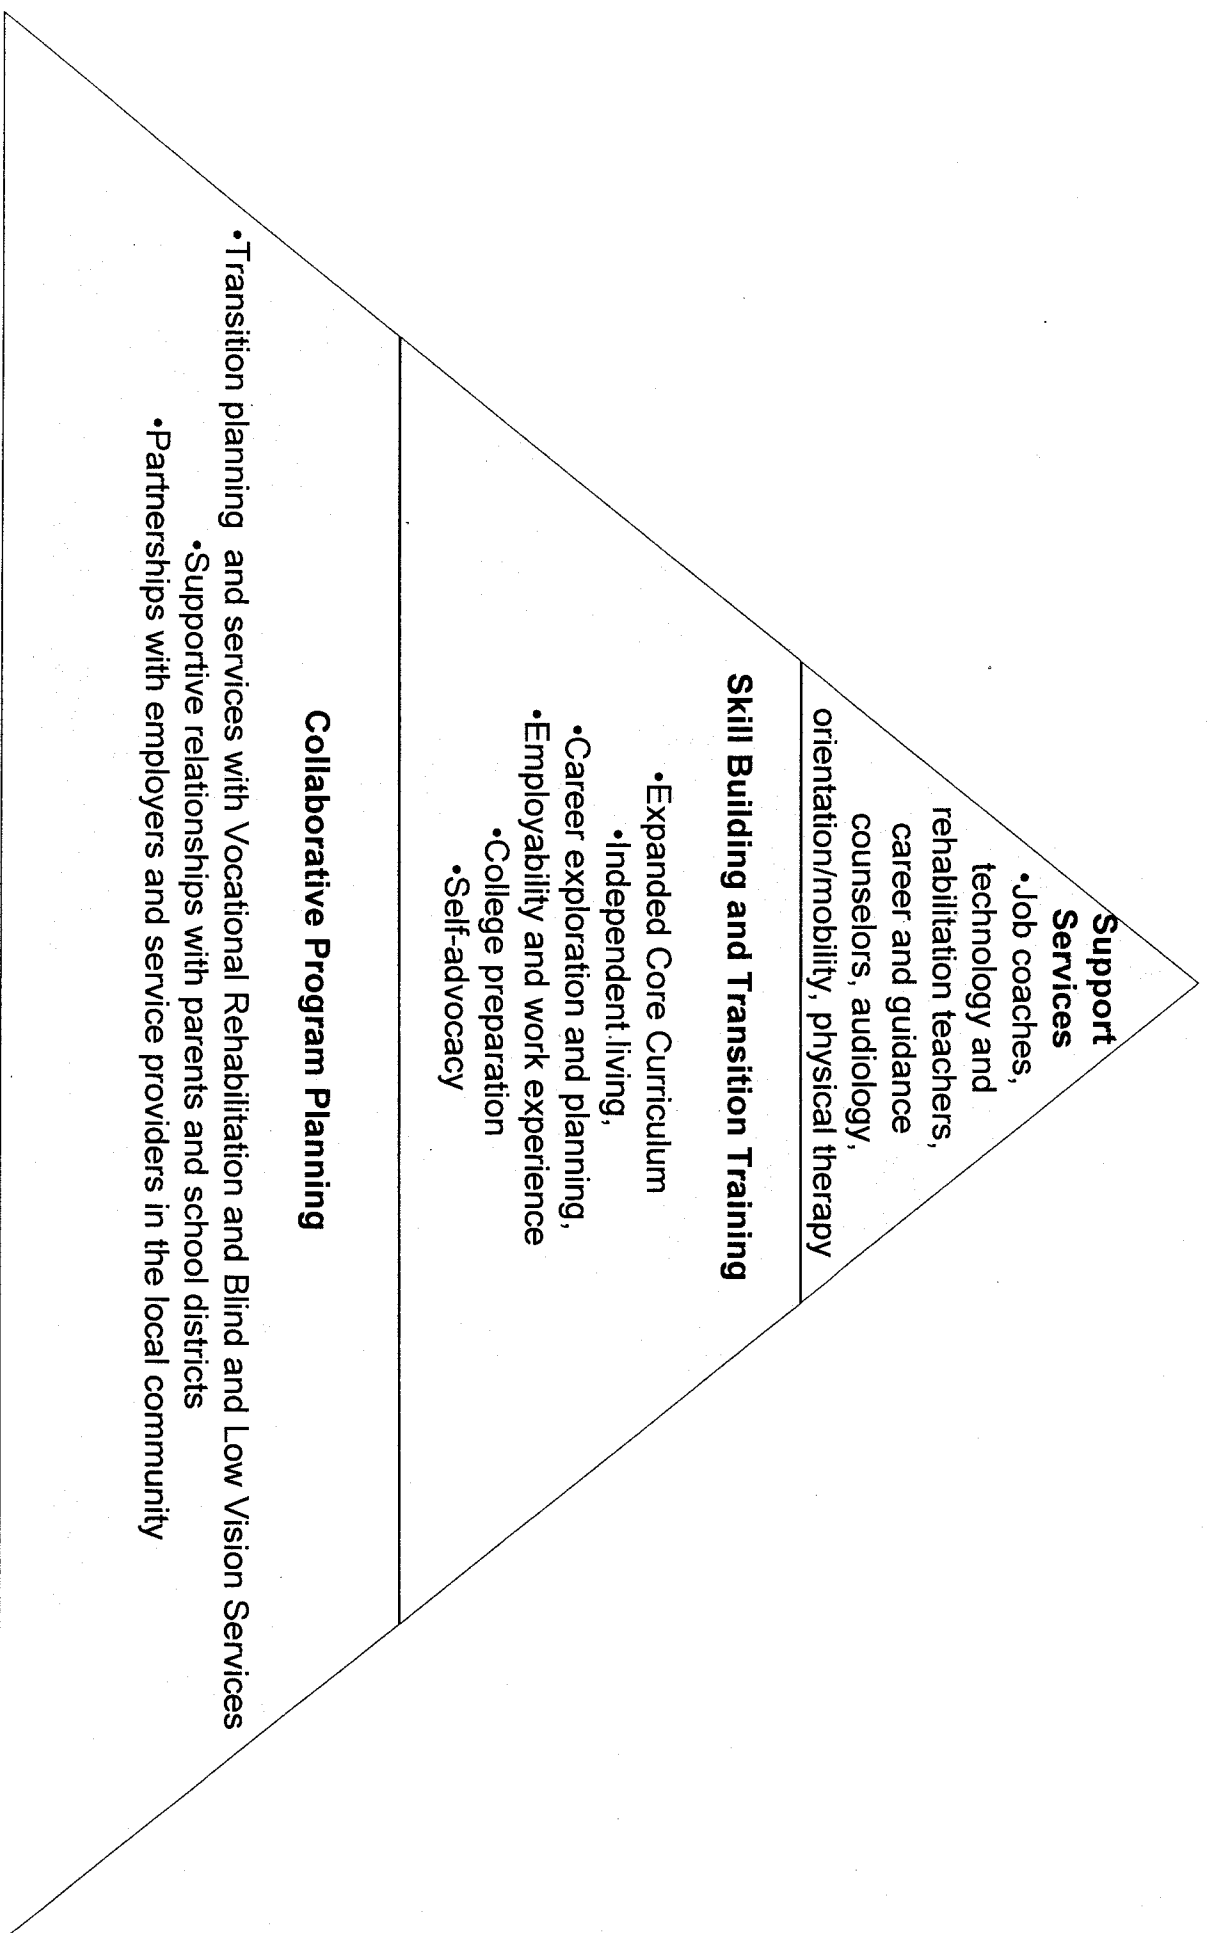 Support
Services
•Job coaches,
technology and
rehabilitation teachers,
career and guidance
counselors, audiology,
orientation/mobility, physical therapy
Skill Building and Transition Training
•Expanded Core Curriculum
•Independent living,
•Career exploration and planning,
•Employability and work experience
•College preparation
•Self-advocacy
Collaborative Program Planning
•Transition planning and services with Vocational Rehabilitation and Blind and Low Vision Services
•Supportive relationships with parents and school districts
•Partnerships with employers and service providers in the local community